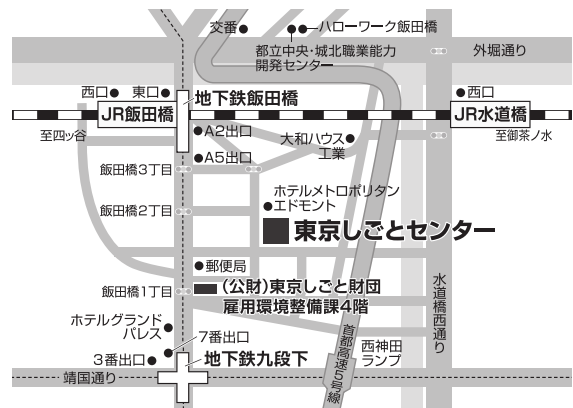 交番
ハローワーク飯田橋
都立中央・城北職業能力
開発センター
外堀通り
西口
東口
地下鉄飯田橋
西口
JR飯田橋
JR水道橋
至四ッ谷
A2出口
大和ハウス
工業
至御茶ノ水
A5出口
飯田橋3丁目
ホテルメトロポリタン
エドモント
飯田橋2丁目
東京しごとセンター
郵便局
飯田橋1丁目
(公財)東京しごと財団
雇用環境整備課4階
水道橋西通り
ホテルグランド
パレス
7番出口
3番出口
地下鉄九段下
首都高速5号線
西神田
ランプ
靖国通り